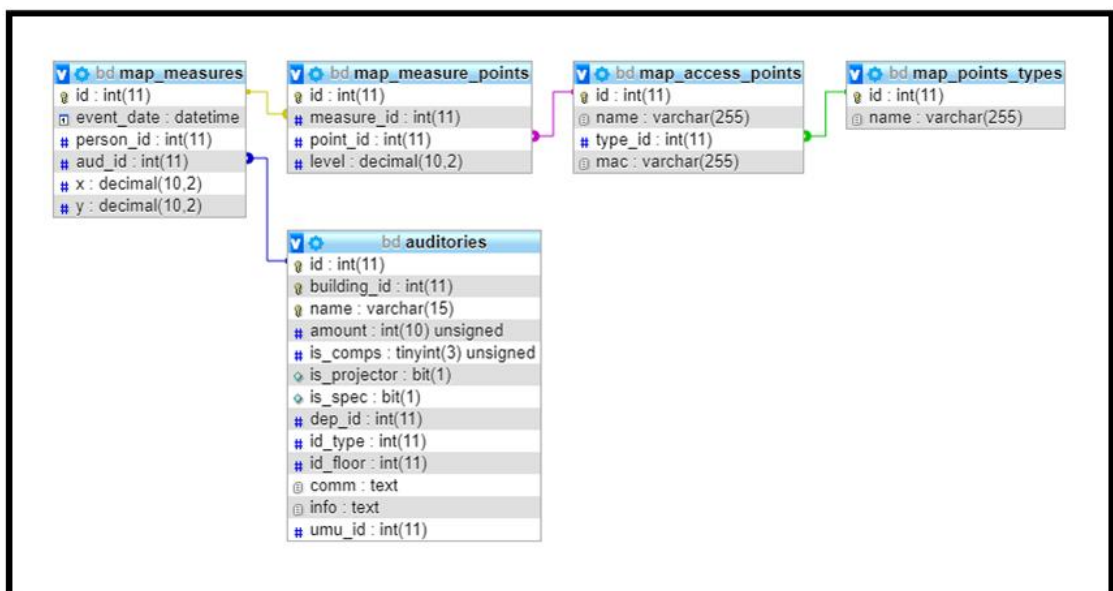 bd map_measures
id : int(11)
event_date : datetime
person_id : int(11)
aud_id : int(11)
x : decimal(10,2)
y : decimal(10,2)
bd map_measure_points
id : int(11)
measure_id : int(11)
point_id : int(11)
level : decimal(10,2)
bd map_access_points
id : int(11)
name : varchar(255)
type_id : int(11)
mac : varchar(255)
bd map_points_types
id : int(11)
name : varchar(255)
bd auditories
id : int(11)
building_id : int(11)
name : varchar(15)
amount : int(10) unsigned
is_comps : tinyint(3) unsigned
is_projector : bit(1)
is_spec : bit(1)
dep_id : int(11)
id_type : int(11)
id_floor : int(11)
comm : text
info : text
umu_id : int(11)